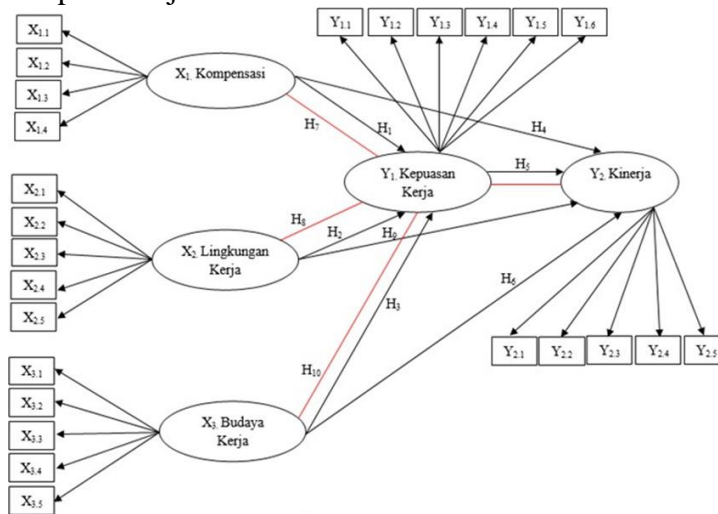 Y1.1 Y1.2 Y1.3 Y1.4 Y1.5 Y1.6
X1.1
X1.2
X1.3
X1.4
X1. Kompensasi
H7
H1
H4
Y1. Kepuasan
Kerja
H5
Y2. Kinerja
X2.1
X2.2
X2.3
X2.4
X2.5
X2. Lingkungan
Kerja
H8
H2
H9
H3
H6
Y2.1 Y2.2 Y2.3 Y2.4 Y2.5
X3.1
X3.2
X3.3
X3.4
X3.5
X3. Budaya
Kerja
H10